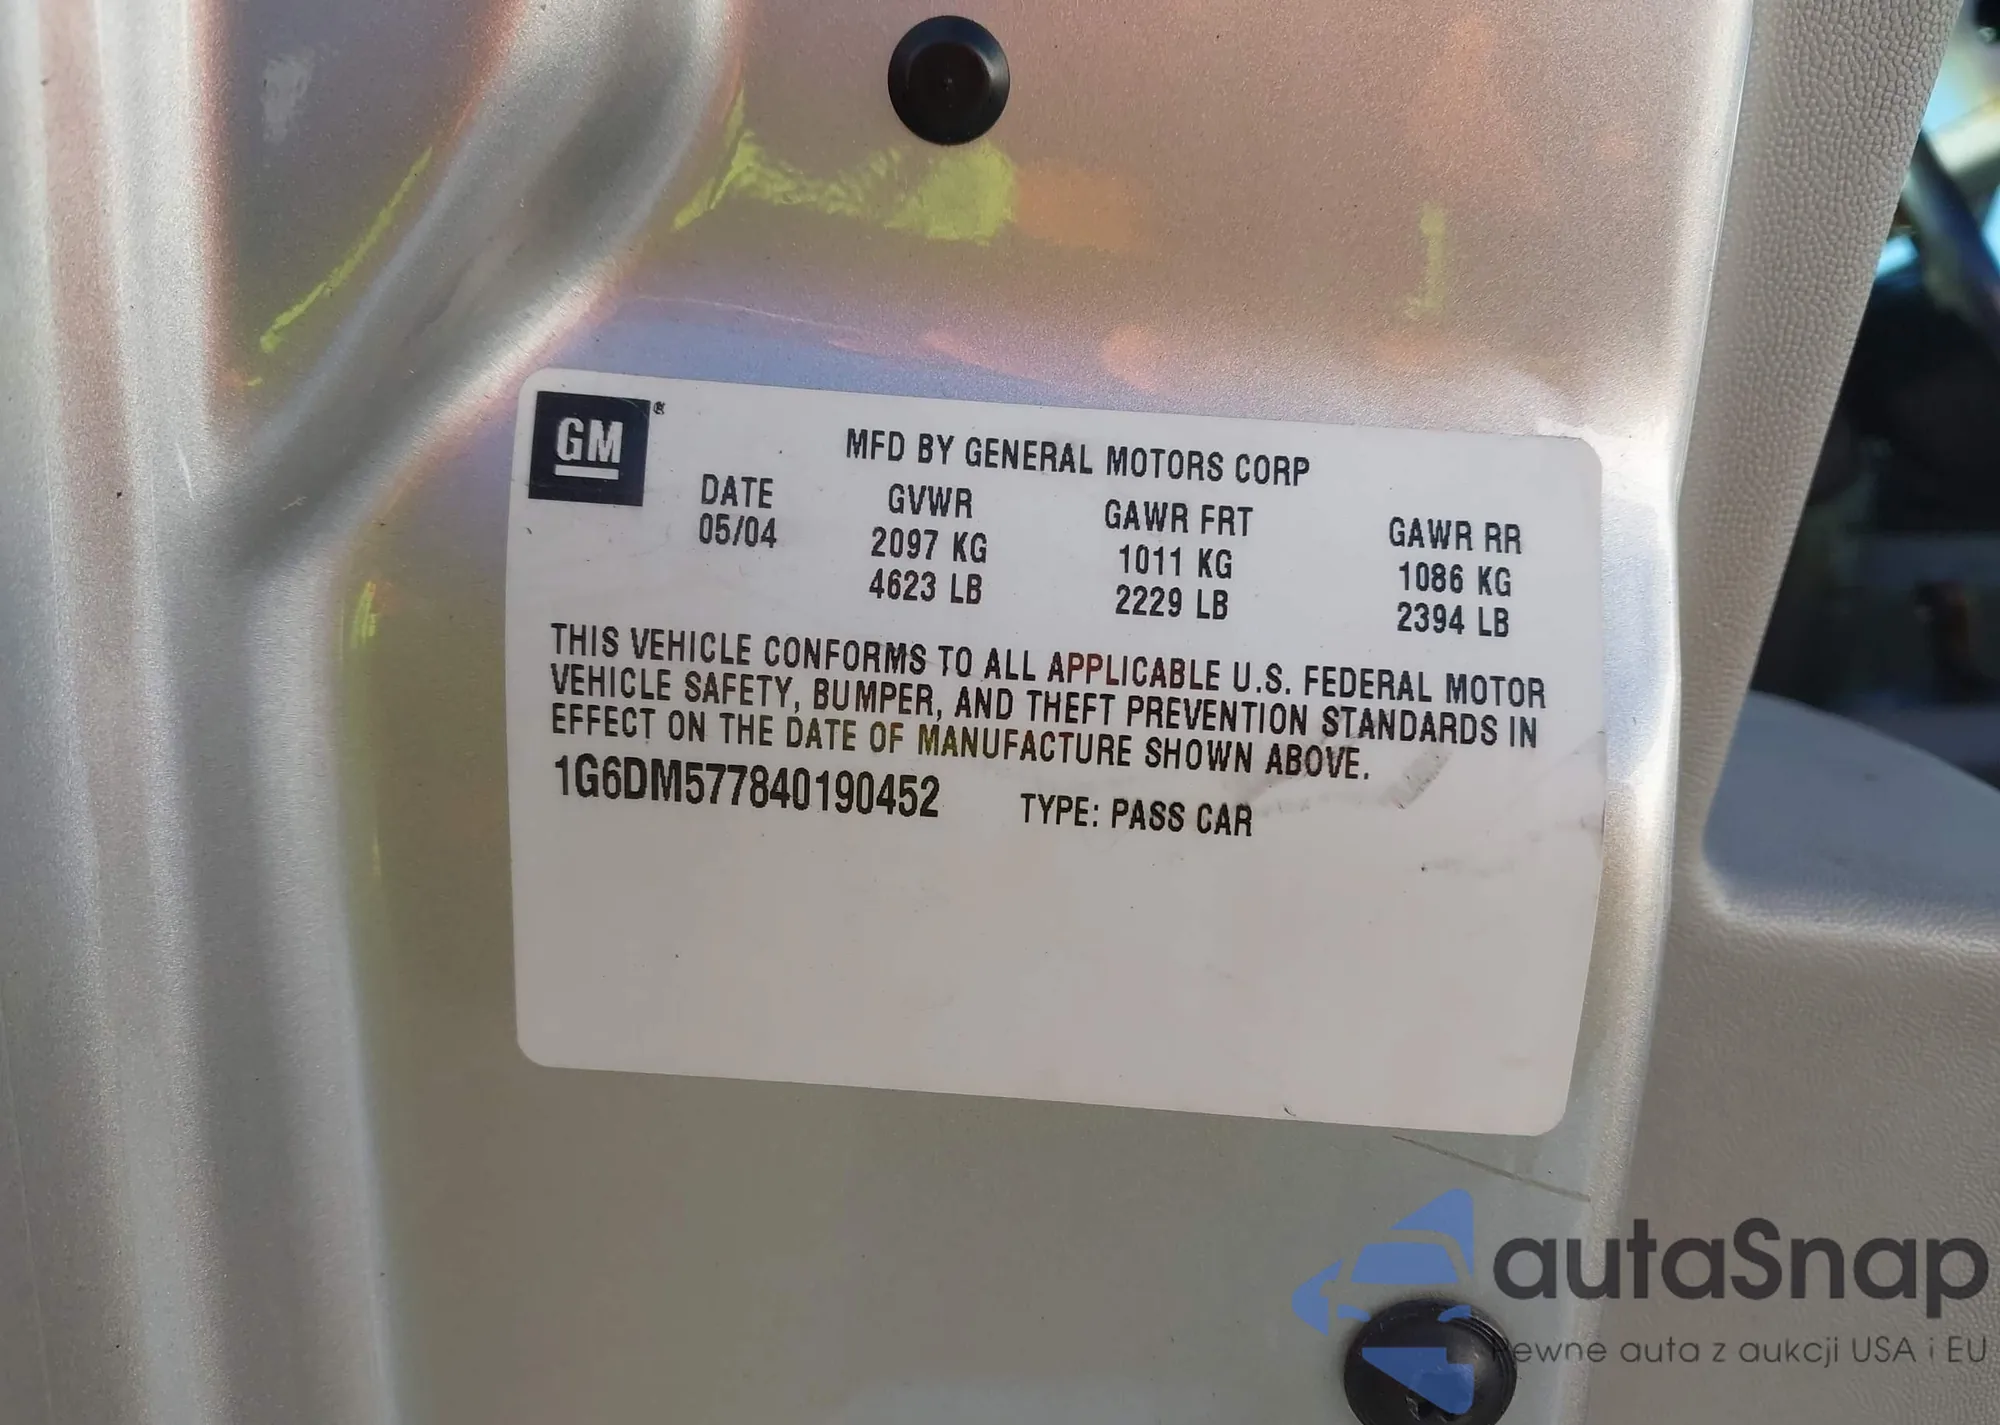 GM ®
MFD BY GENERAL MOTORS CORP
DATE GVWR GAWR FRT GAWR RR
05/04 2097 KG 1011 KG 1086 KG
4623 LB 2229 LB 2394 LB
THIS VEHICLE CONFORMS TO ALL APPLICABLE U.S. FEDERAL MOTOR
VEHICLE SAFETY, BUMPER, AND THEFT PREVENTION STANDARDS IN
EFFECT ON THE DATE OF MANUFACTURE SHOWN ABOVE.
1G6DM577840190452 TYPE: PASS CAR
autaSnap
Pewne auta z aukcji USA i EU